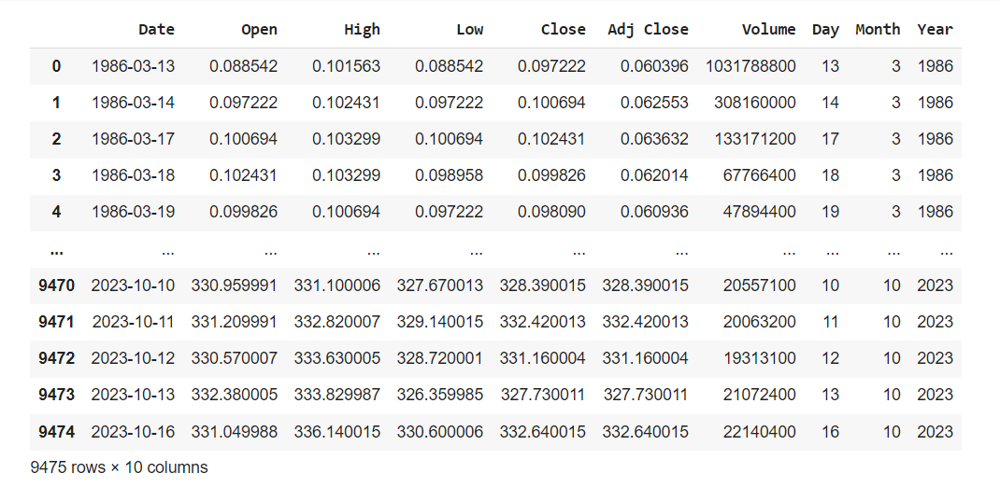 Date Open High Low Close Adj Close Volume Day Month Year
0 1986-03-13 0.088542 0.101563 0.088542 0.097222 0.060396 1031788800 13 3 1986
1 1986-03-14 0.097222 0.102431 0.097222 0.100694 0.062553 308160000 14 3 1986
2 1986-03-17 0.100694 0.103299 0.100694 0.102431 0.063632 133171200 17 3 1986
3 1986-03-18 0.102431 0.103299 0.098958 0.099826 0.062014 67766400 18 3 1986
4 1986-03-19 0.099826 0.100694 0.097222 0.098090 0.060936 47894400 19 3 1986
... ... ... ... ... ... ... ... ... ... ...
9470 2023-10-10 330.959991 331.100006 327.670013 328.390015 328.390015 20557100 10 10 2023
9471 2023-10-11 331.209991 332.820007 329.140015 332.420013 332.420013 20063200 11 10 2023
9472 2023-10-12 330.570007 333.630005 328.720001 331.160004 331.160004 19313100 12 10 2023
9473 2023-10-13 332.380005 333.829987 326.359985 327.730011 327.730011 21072400 13 10 2023
9474 2023-10-16 331.049988 336.140015 330.600006 332.640015 332.640015 22140400 16 10 2023
9475 rows × 10 columns